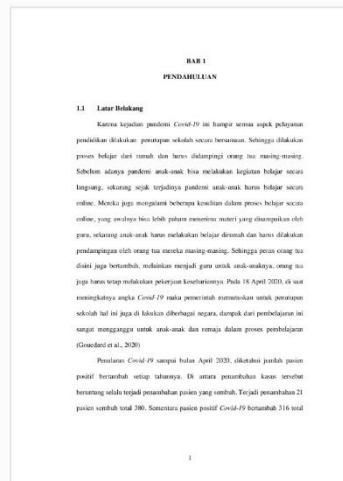 BAB 1
PENDAHULUAN
1.1 Latar Belakang
Karena kejadian pandemi Covid-19 ini hampir semua aspek pelayanan
pendidikan dilakukan penutupan sekolah secara bersamaan. Sehingga dilakukan
proses belajar dari rumah dan harus didampingi orang tua masing-masing.
Sebelum adanya pandemi anak-anak bisa melakukan kegiatan belajar secara
langsung, sekarang sejak terjadinya pandemi anak-anak harus belajar secara
online. Mereka juga mengalami beberapa kesulitan dalam proses belajar secara
online, yang awalnya bisa lebih paham menerima materi yang disampaikan oleh
guru, sekarang anak-anak harus melakukan belajar dirumah dan harus dilakukan
pendampingan oleh orang tua mereka masing-masing. Sehingga peran orang tua
disini juga bertambah, melainkan menjadi guru untuk anak-anaknya, orang tua
juga harus tetap melakukan pekerjaan kesehariannya. Pada 18 April 2020, di saat
meningkatnya angka Covid-19 maka pemerintah memutuskan untuk penutupan
sekolah hal ini juga di lakukan diberbagai negara, dampak dari pembelajaran ini
sangat mengganggu untuk anak-anak dan remaja dalam proses pembelajaran
(Gouedard et al., 2020)
Penularan Covid-19 sampai bulan April 2020, diketahui jumlah pasien
positif bertambah setiap tahunnya. Di antara penambahan kasus tersebut
beruntung selalu terjadi penambahan pasien yang sembuh. Terjadi penambahan 21
pasien sembuh total 380. Sementara pasien positif Covid-19 bertambah 316 total
1